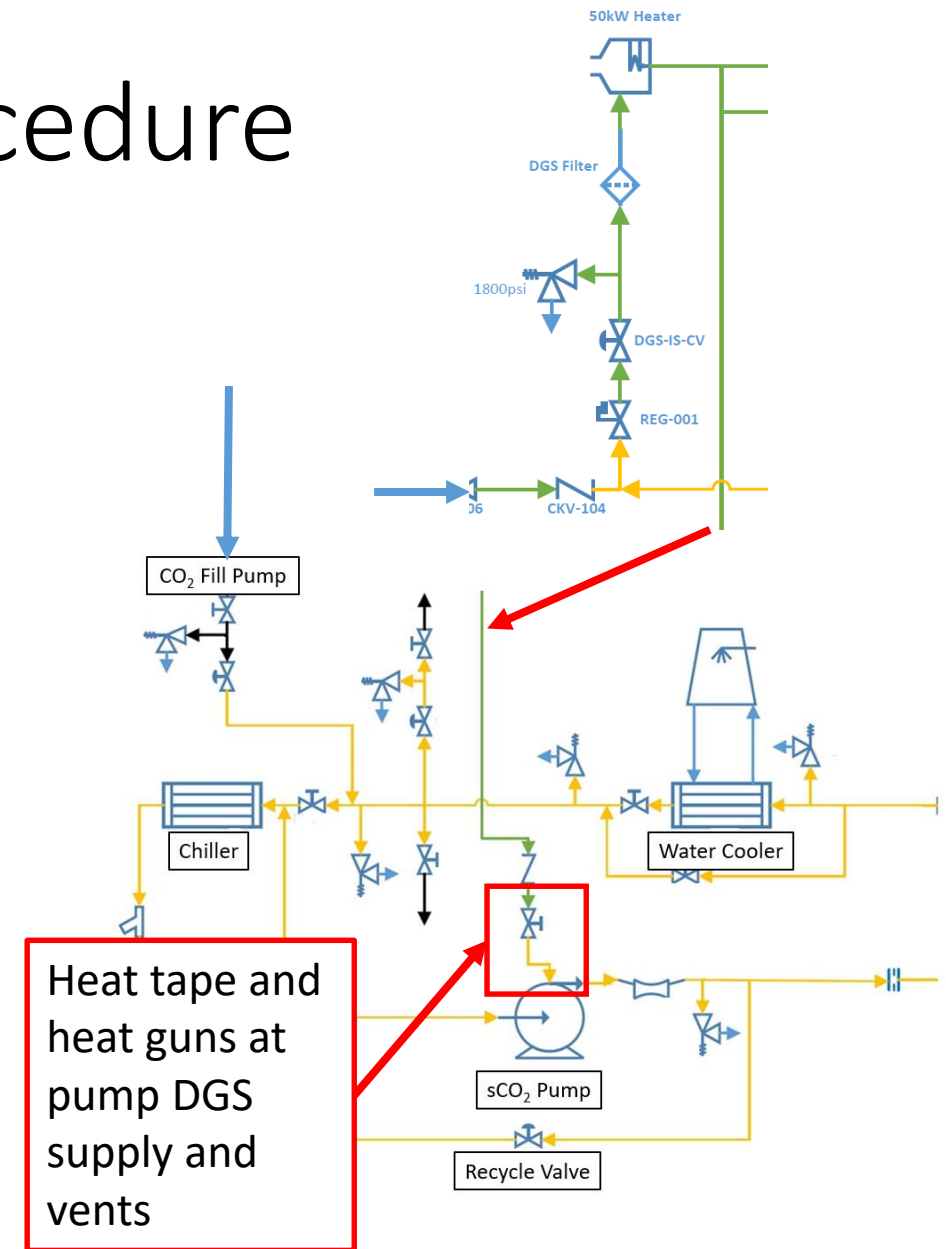 cedure
50kW Heater
DGS Filter
1800psi
DGS-IS-CV
REG-001
06
CKV-104
CO₂ Fill Pump
Chiller
Water Cooler
Heat tape and
heat guns at
pump DGS
supply and
vents
sCO₂ Pump
Recycle Valve